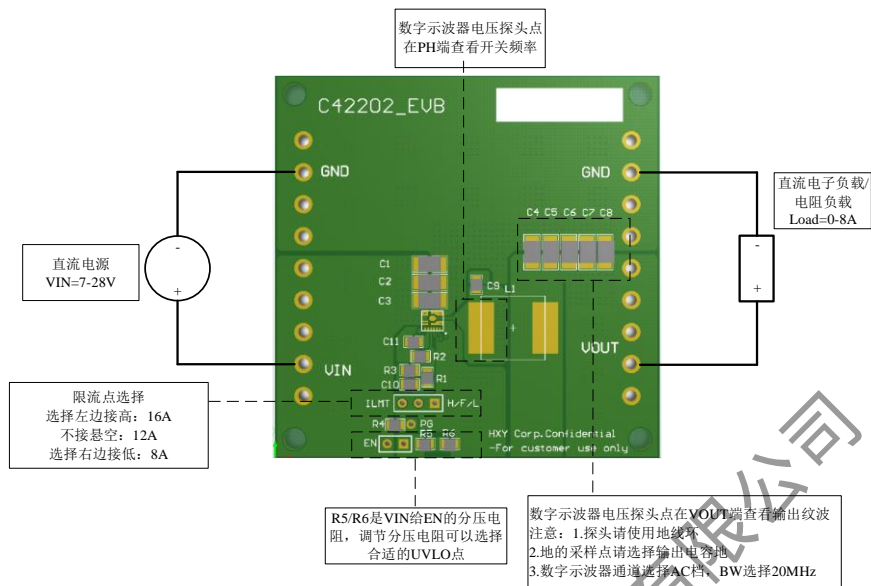 数字示波器电压探头点
在PH端查看开关频率
C42202_EVB
GND
GND
直流电子负载/
电阻负载
Load=0-8A
-
+
直流电源
VIN=7-28V
-
+
C4 C5 C6 C7 C8
C1
C2
C3
C9
L1
+
C11
R2
R3
R1
C10
VIN
VOUT
ILMT
H/F/L
R4
PG
EN
R5
R6
HXY Corp.Confidential
-For customer use only
限流点选择
选择左边接高：16A
不接悬空：12A
选择右边接低：8A
R5/R6是VIN给EN的分压电
阻，调节分压电阻可以选择
合适的UVLO点
数字示波器电压探头点在VOUT端查看输出纹波
注意：1.探头请使用地线环
2.地的采样点请选择输出电容地
3.数字示波器通道选择AC档，BW选择20MHz
有限公司